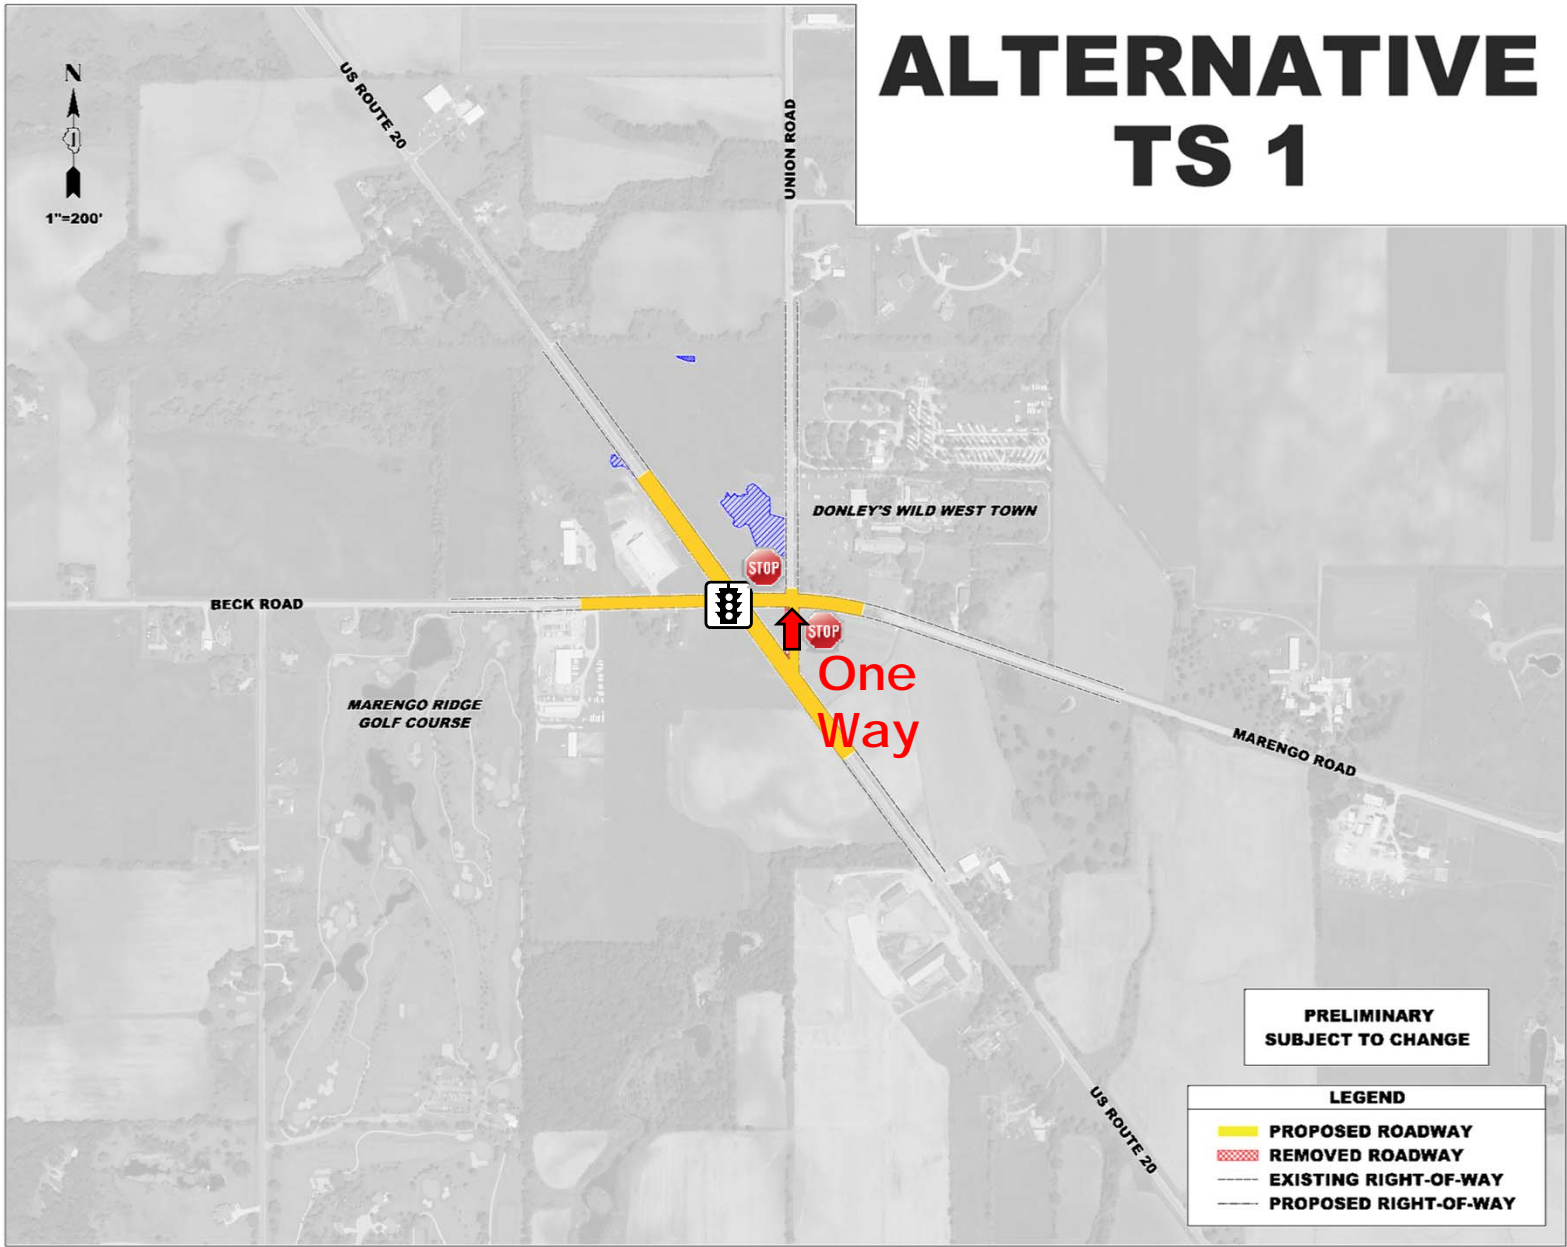 ALTERNATIVE
TS 1
N
1"=200'
US ROUTE 20
UNION ROAD
DONLEY'S WILD WEST TOWN
STOP
BECK ROAD
STOP
One
Way
MARENGO RIDGE
GOLF COURSE
MARENGO ROAD
PRELIMINARY
SUBJECT TO CHANGE
US ROUTE 20
LEGEND
PROPOSED ROADWAY
REMOVED ROADWAY
EXISTING RIGHT-OF-WAY
PROPOSED RIGHT-OF-WAY